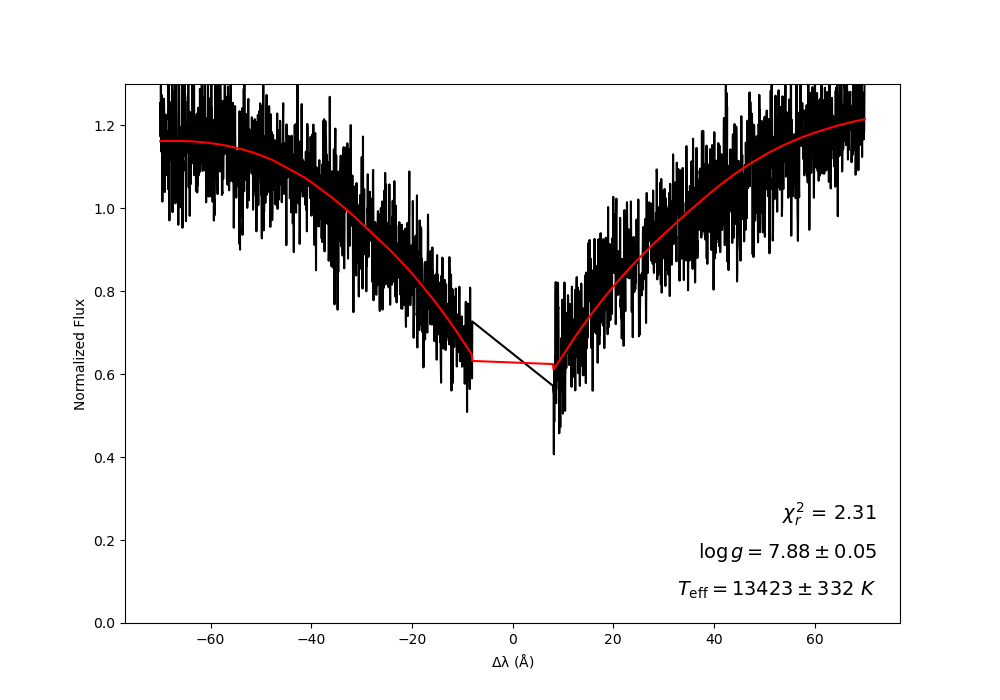 1.2
1.0
0.8
0.6
0.4
0.2
0.0
Normalized Flux
−60
−40
−20
0
20
40
60
Δλ (Å)
χ²ᵣ = 2.31
log g = 7.88 ± 0.05
T_eff = 13423 ± 332 K